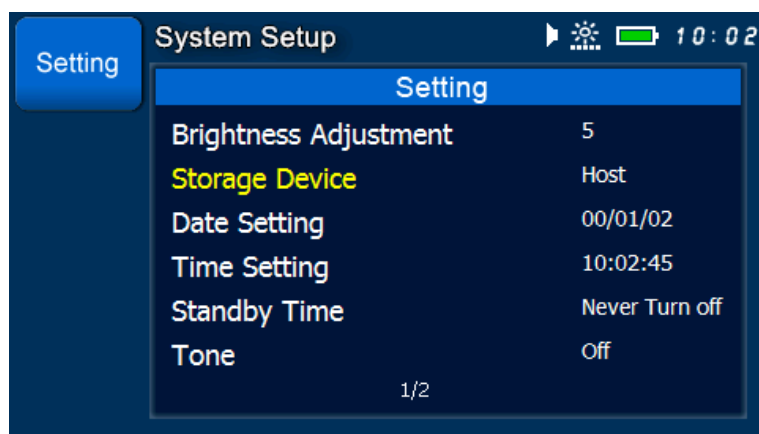 Setting
System Setup 10:02
Setting
Brightness Adjustment 5
Storage Device Host
Date Setting 00/01/02
Time Setting 10:02:45
Standby Time Never Turn off
Tone Off
1/2